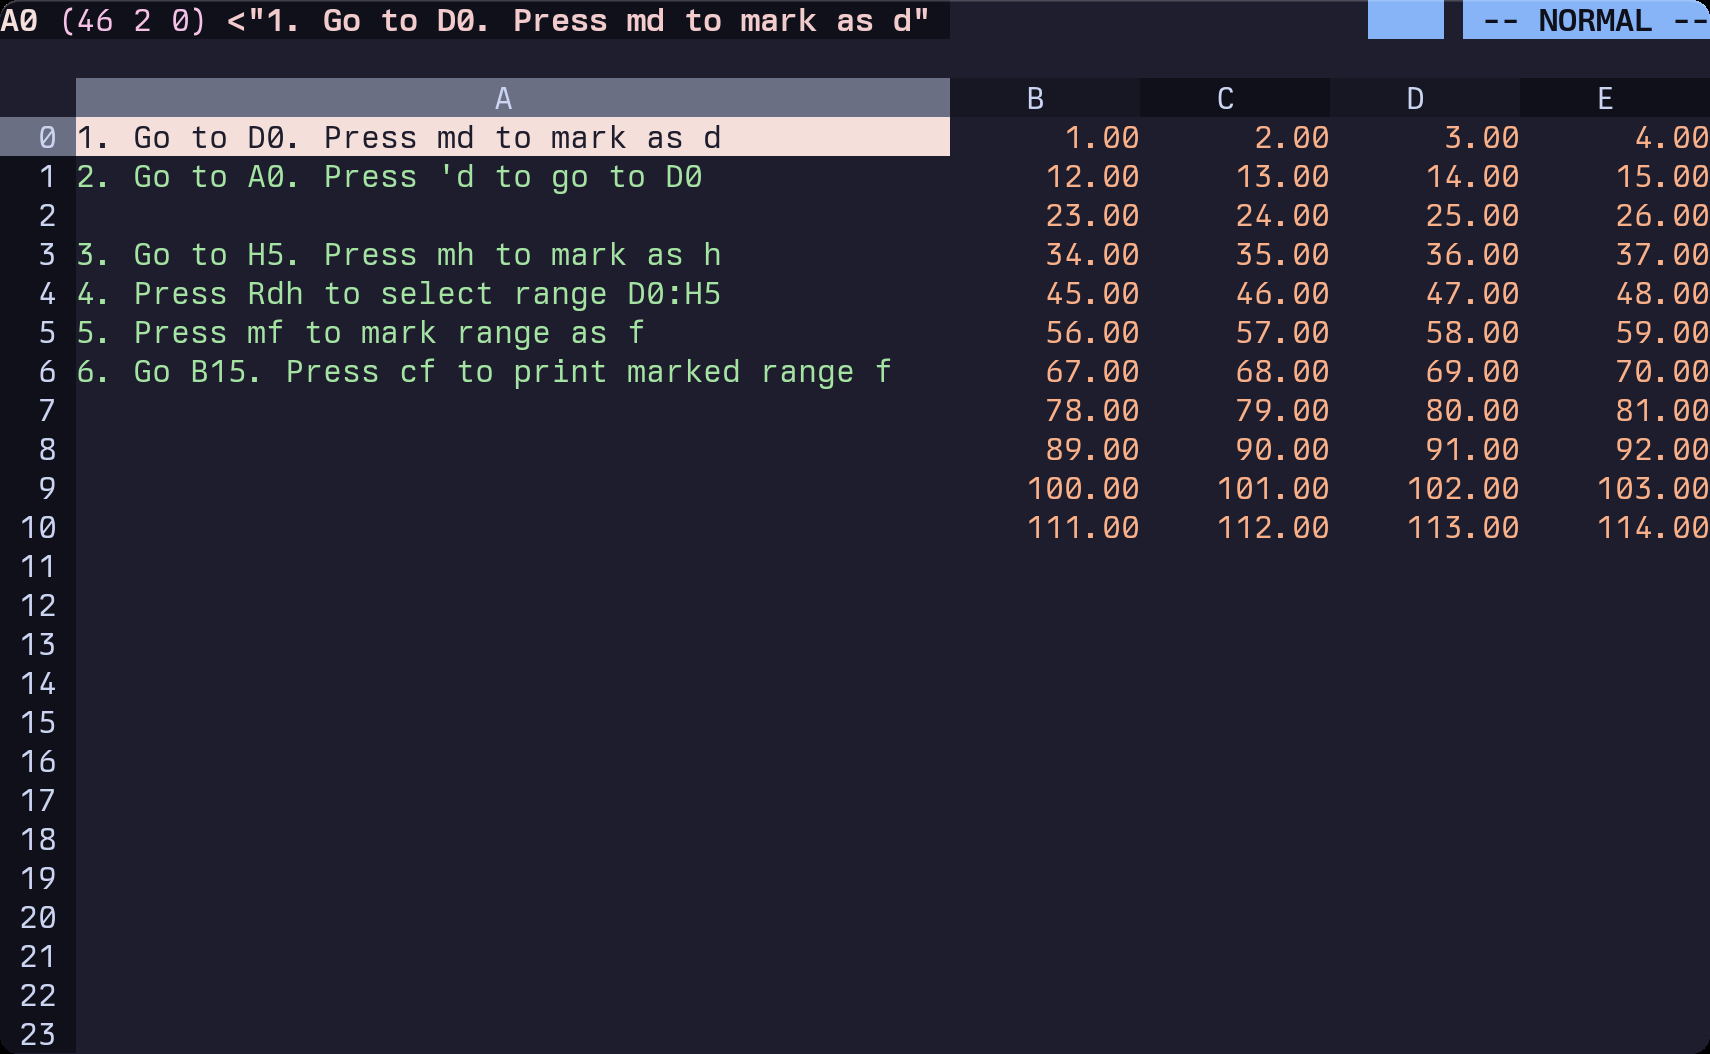 A0 (46 2 0) <"1. Go to D0. Press md to mark as d" -- NORMAL --
A B C D E
0 1. Go to D0. Press md to mark as d 1.00 2.00 3.00 4.00
1 2. Go to A0. Press 'd to go to D0 12.00 13.00 14.00 15.00
2 23.00 24.00 25.00 26.00
3 3. Go to H5. Press mh to mark as h 34.00 35.00 36.00 37.00
4 4. Press Rdh to select range D0:H5 45.00 46.00 47.00 48.00
5 5. Press mf to mark range as f 56.00 57.00 58.00 59.00
6 6. Go B15. Press cf to print marked range f 67.00 68.00 69.00 70.00
7 78.00 79.00 80.00 81.00
8 89.00 90.00 91.00 92.00
9 100.00 101.00 102.00 103.00
10 111.00 112.00 113.00 114.00
11
12
13
14
15
16
17
18
19
20
21
22
23